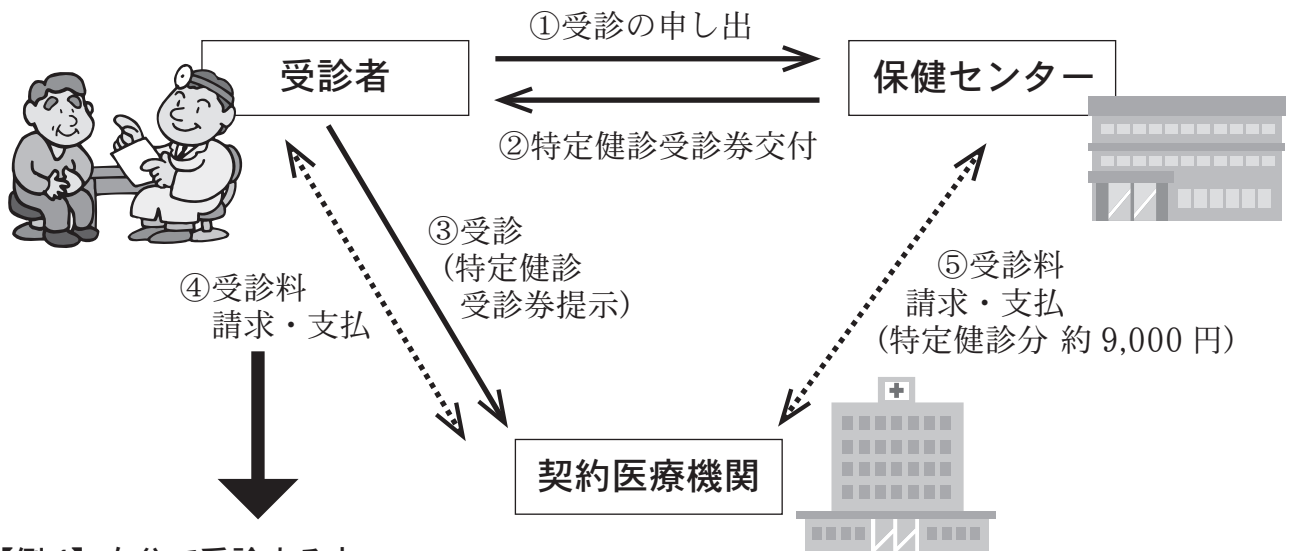 ①受診の申し出
受診者
保健センター
②特定健診受診券交付
③受診
(特定健診
受診券提示)
④受診料
請求・支払
⑤受診料
請求・支払
(特定健診分 約 9,000 円)
契約医療機関